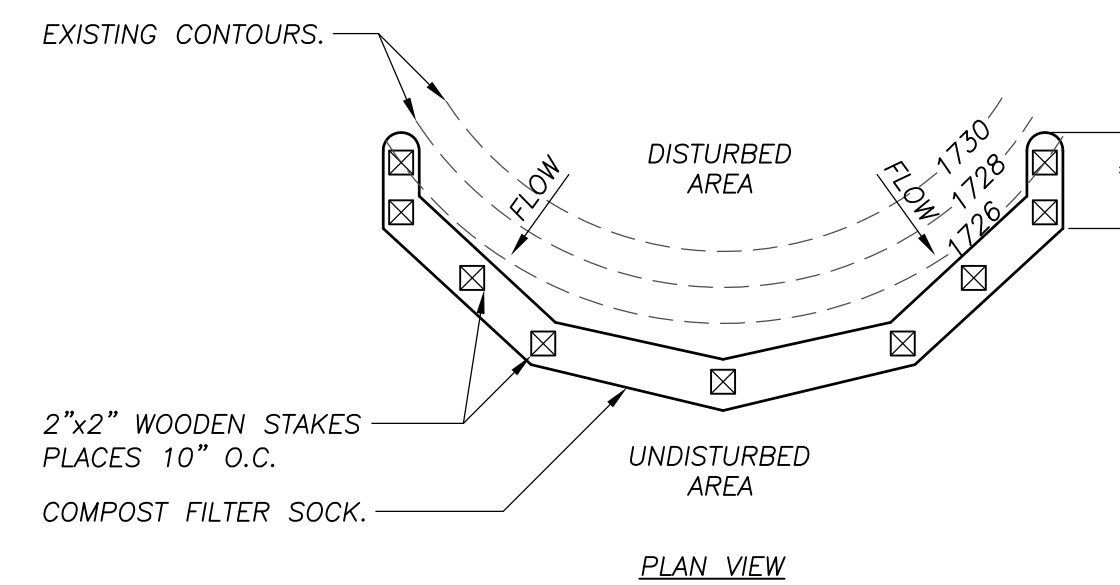 EXISTING CONTOURS.
DISTURBED
AREA
FLOW
FLOW
1730
1728
1726
2”x2” WOODEN STAKES
PLACES 10” O.C.
COMPOST FILTER SOCK.
UNDISTURBED
AREA
PLAN VIEW